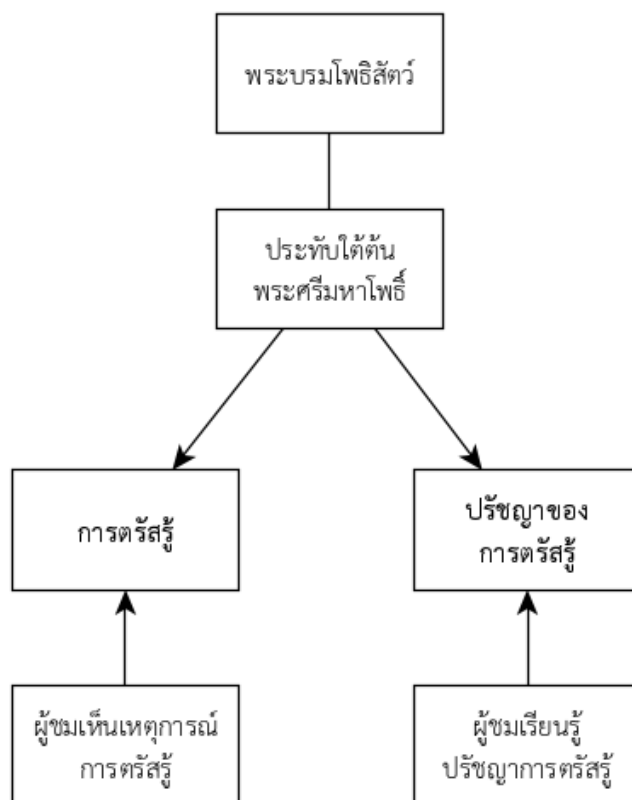 พระบรมโพธิสัตว์
ประทับใต้ต้น
พระศรีมหาโพธิ์
การตรัสรู้
ปรัชญาของ
การตรัสรู้
ผู้ชมเห็นเหตุการณ์
การตรัสรู้
ผู้ชมเรียนรู้
ปรัชญาการตรัสรู้